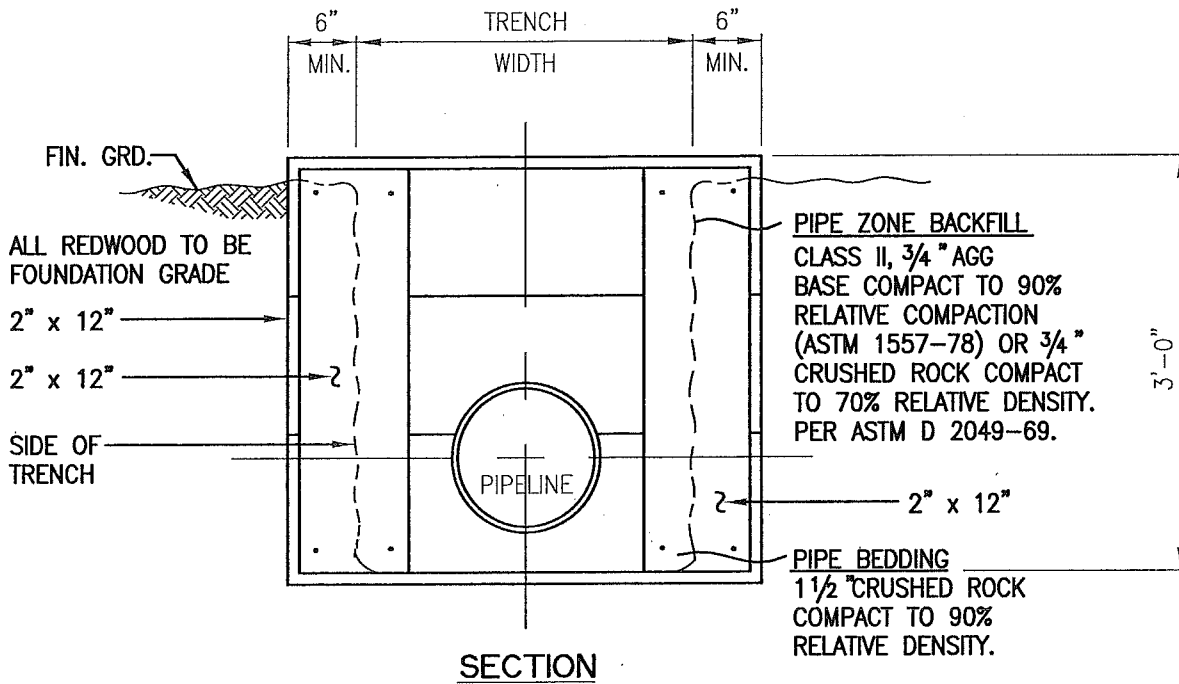 6" TRENCH 6"
MIN. WIDTH MIN.
FIN. GRD.
ALL REDWOOD TO BE
FOUNDATION GRADE
2" x 12"
2" x 12"
SIDE OF
TRENCH
PIPELINE
PIPE ZONE BACKFILL
CLASS II, 3/4" AGG
BASE COMPACT TO 90%
RELATIVE COMPACTION
(ASTM 1557-78) OR 3/4"
CRUSHED ROCK COMPACT
TO 70% RELATIVE DENSITY.
PER ASTM D 2049-69.
3'-0"
2" x 12"
PIPE BEDDING
1 1/2" CRUSHED ROCK
COMPACT TO 90%
RELATIVE DENSITY.
SECTION